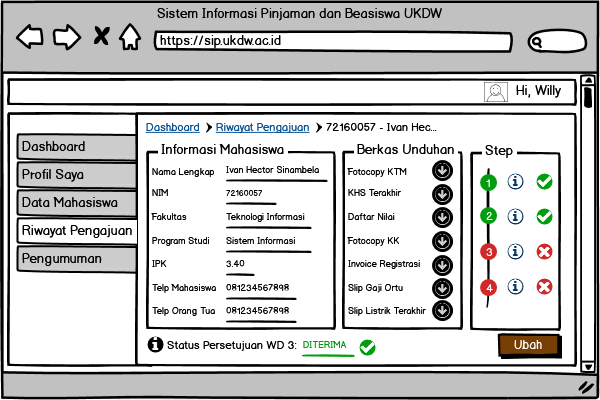 Sistem Informasi Pinjaman dan Beasiswa UKDW
https://sip.ukdw.ac.id
Hi, Willy
Dashboard
Profil Saya
Data Mahasiswa
Riwayat Pengajuan
Pengumuman
Dashboard > Riwayat Pengajuan > 72160057 - Ivan Hec...
Informasi Mahasiswa
Nama Lengkap Ivan Hector Sinambela
NIM 72160057
Fakultas Teknologi Informasi
Program Studi Sistem Informasi
IPK 3.40
Telp Mahasiswa 081234567898
Telp Orang Tua 081234567898
Berkas Unduhan
Fotocopy KTM
KHS Terakhir
Daftar Nilai
Fotocopy KK
Invoice Registrasi
Slip Gaji Ortu
Slip Listrik Terakhir
Step
1
2
3
4
Status Persetujuan WD 3: DITERIMA
Ubah